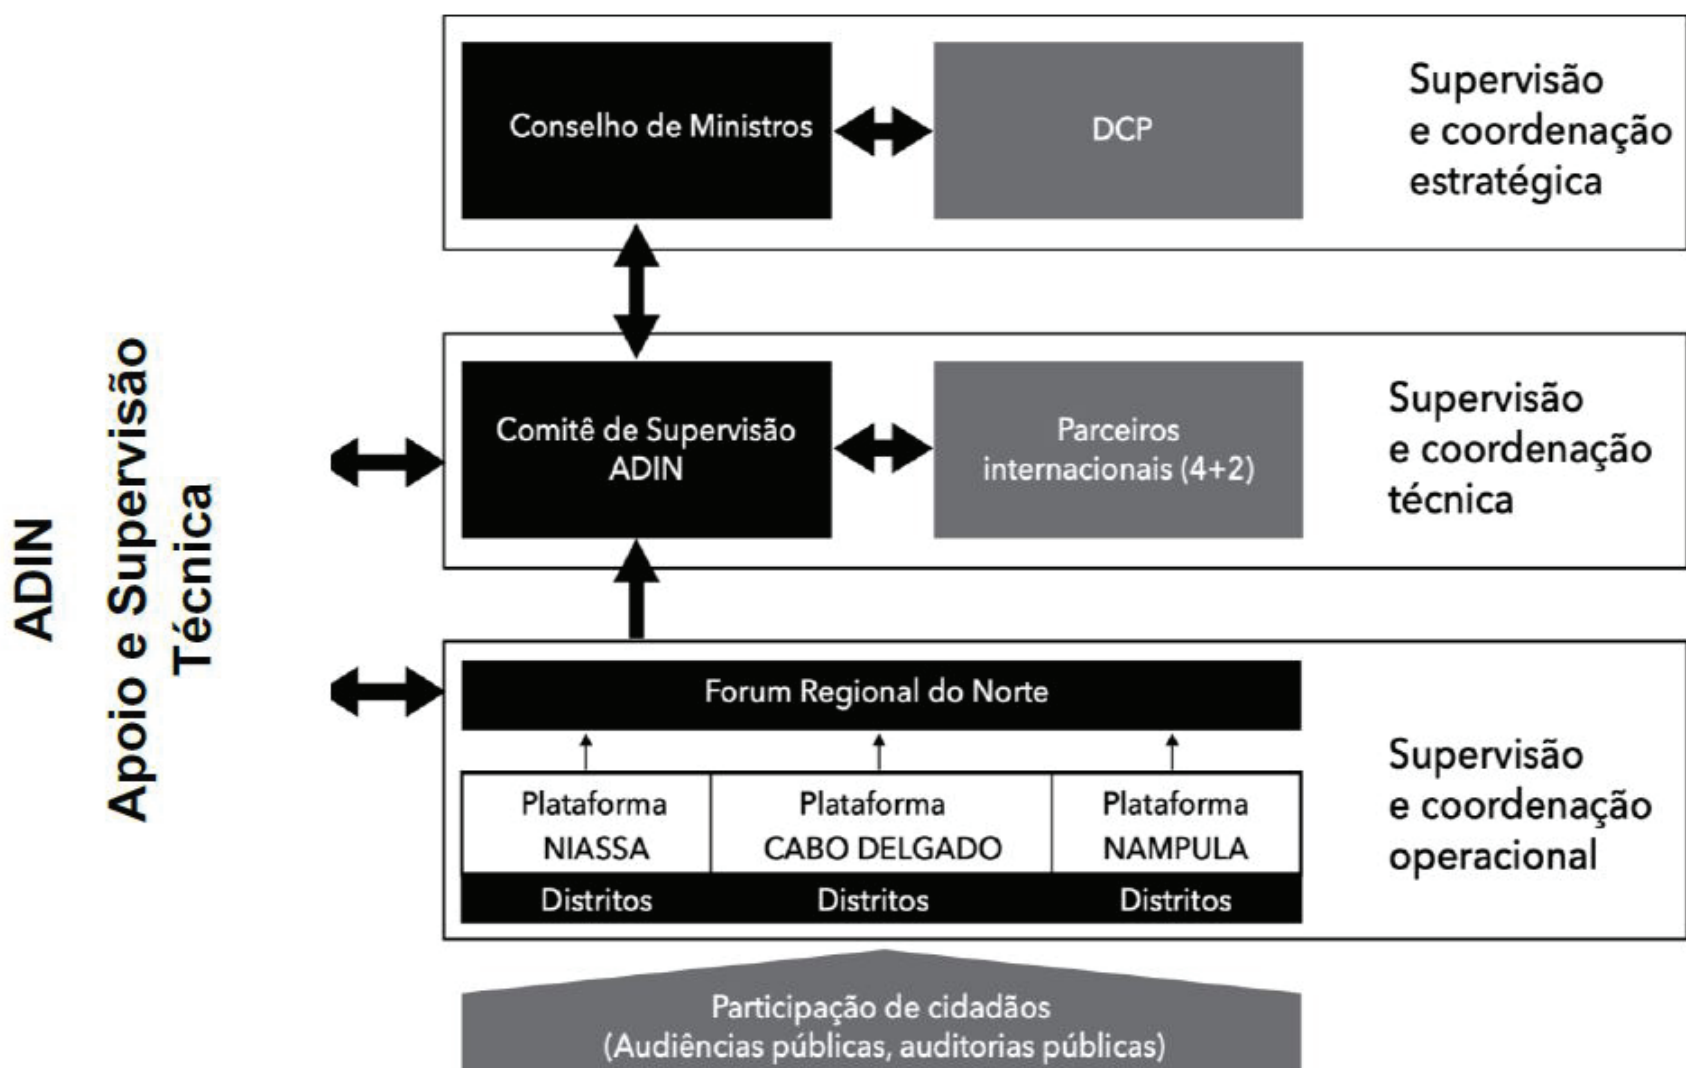 Conselho de Ministros
DCP
Supervisão
e coordenação
estratégica
ADIN
Apoio e Supervisão
Técnica
Comitê de Supervisão
ADIN
Parceiros
internacionais (4+2)
Supervisão
e coordenação
técnica
Forum Regional do Norte
Plataforma
NIASSA
Plataforma
CABO DELGADO
Plataforma
NAMPULA
Distritos
Distritos
Distritos
Supervisão
e coordenação
operacional
Participação de cidadãos
(Audiências públicas, auditorias públicas)